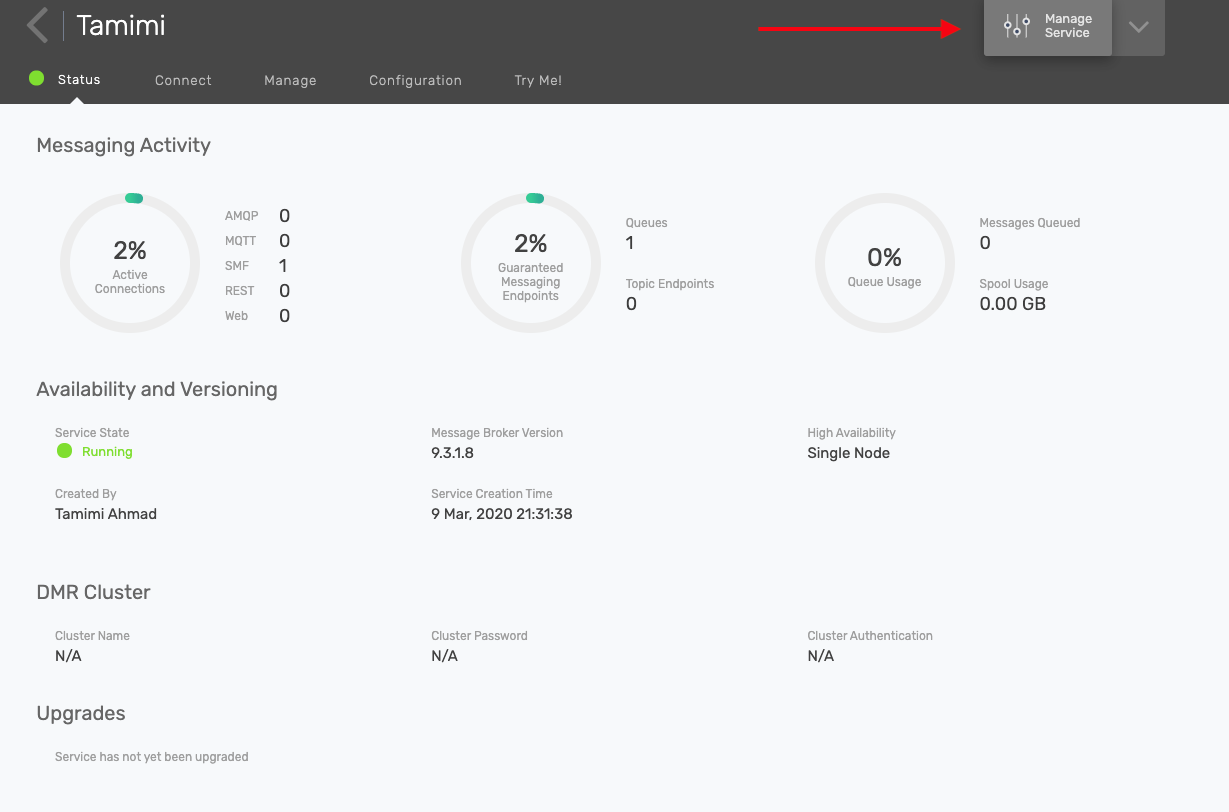 Tamimi
Manage
Service
Status
Connect
Manage
Configuration
Try Me!
Messaging Activity
2%
Active
Connections
AMQP 0
MQTT 0
SMF 1
REST 0
Web 0
2%
Guaranteed
Messaging
Endpoints
Queues
1
Topic Endpoints
0
0%
Queue Usage
Messages Queued
0
Spool Usage
0.00 GB
Availability and Versioning
Service State
Running
Message Broker Version
9.3.1.8
High Availability
Single Node
Created By
Tamimi Ahmad
Service Creation Time
9 Mar, 2020 21:31:38
DMR Cluster
Cluster Name
N/A
Cluster Password
N/A
Cluster Authentication
N/A
Upgrades
Service has not yet been upgraded